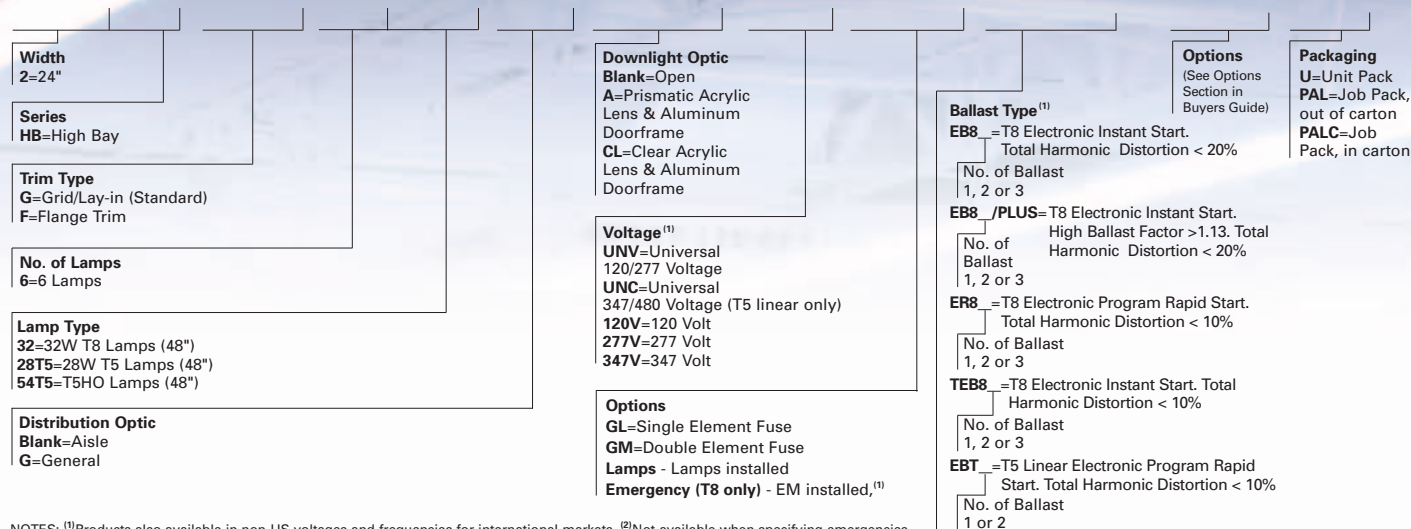 Width
2=24"
Series
HB=High Bay
Trim Type
G=Grid/Lay-in (Standard)
F=Flange Trim
No. of Lamps
6=6 Lamps
Lamp Type
32=32W T8 Lamps (48")
28T5=28W T5 Lamps (48")
54T5=T5HO Lamps (48")
Distribution Optic
Blank=Aisle
G=General
Downlight Optic
Blank=Open
A=Prismatic Acrylic
Lens & Aluminum
Doorframe
CL=Clear Acrylic
Lens & Aluminum
Doorframe
Voltage (1)
UNV=Universal
120/277 Voltage
UNC=Universal
347/480 Voltage (T5 linear only)
120V=120 Volt
277V=277 Volt
347V=347 Volt
Options
GL=Single Element Fuse
GM=Double Element Fuse
Lamps - Lamps installed
Emergency (T8 only) - EM installed,(1)
Ballast Type (1)
EB8__=T8 Electronic Instant Start.
Total Harmonic Distortion < 20%
No. of Ballast
1, 2 or 3
EB8__/PLUS=T8 Electronic Instant Start.
High Ballast Factor >1.13. Total
Harmonic Distortion < 20%
No. of
Ballast
1, 2 or 3
ER8__=T8 Electronic Program Rapid Start.
Total Harmonic Distortion < 10%
No. of Ballast
1, 2 or 3
TEB8__=T8 Electronic Instant Start. Total
Harmonic Distortion < 10%
No. of Ballast
1, 2 or 3
EBT__=T5 Linear Electronic Program Rapid
Start. Total Harmonic Distortion < 10%
No. of Ballast
1 or 2
Options
(See Options
Section in
Buyers Guide)
Packaging
U=Unit Pack
PAL=Job Pack,
out of carton
PALC=Job
Pack, in carton
NOTES: (1)Products also available in non-US voltages and frequencies for international markets. (2)Not available when specifying emergencies.